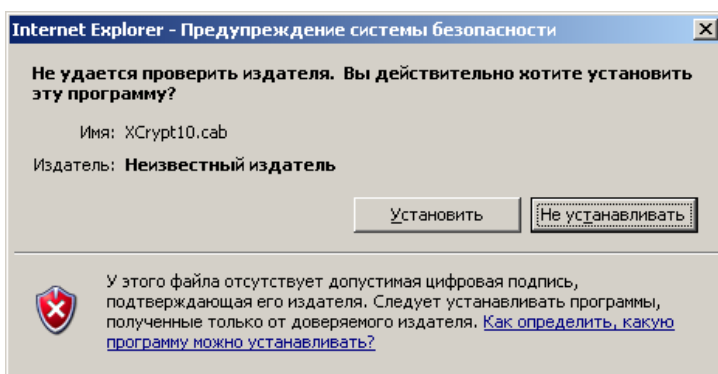 Internet Explorer - Предупреждение системы безопасности
Не удается проверить издателя. Вы действительно хотите установить
эту программу?
Имя: XCrypt10.cab
Издатель: Неизвестный издатель
Установить
Не устанавливать
У этого файла отсутствует допустимая цифровая подпись,
подтверждающая его издателя. Следует устанавливать программы,
полученные только от доверяемого издателя. Как определить, какую
программу можно устанавливать?